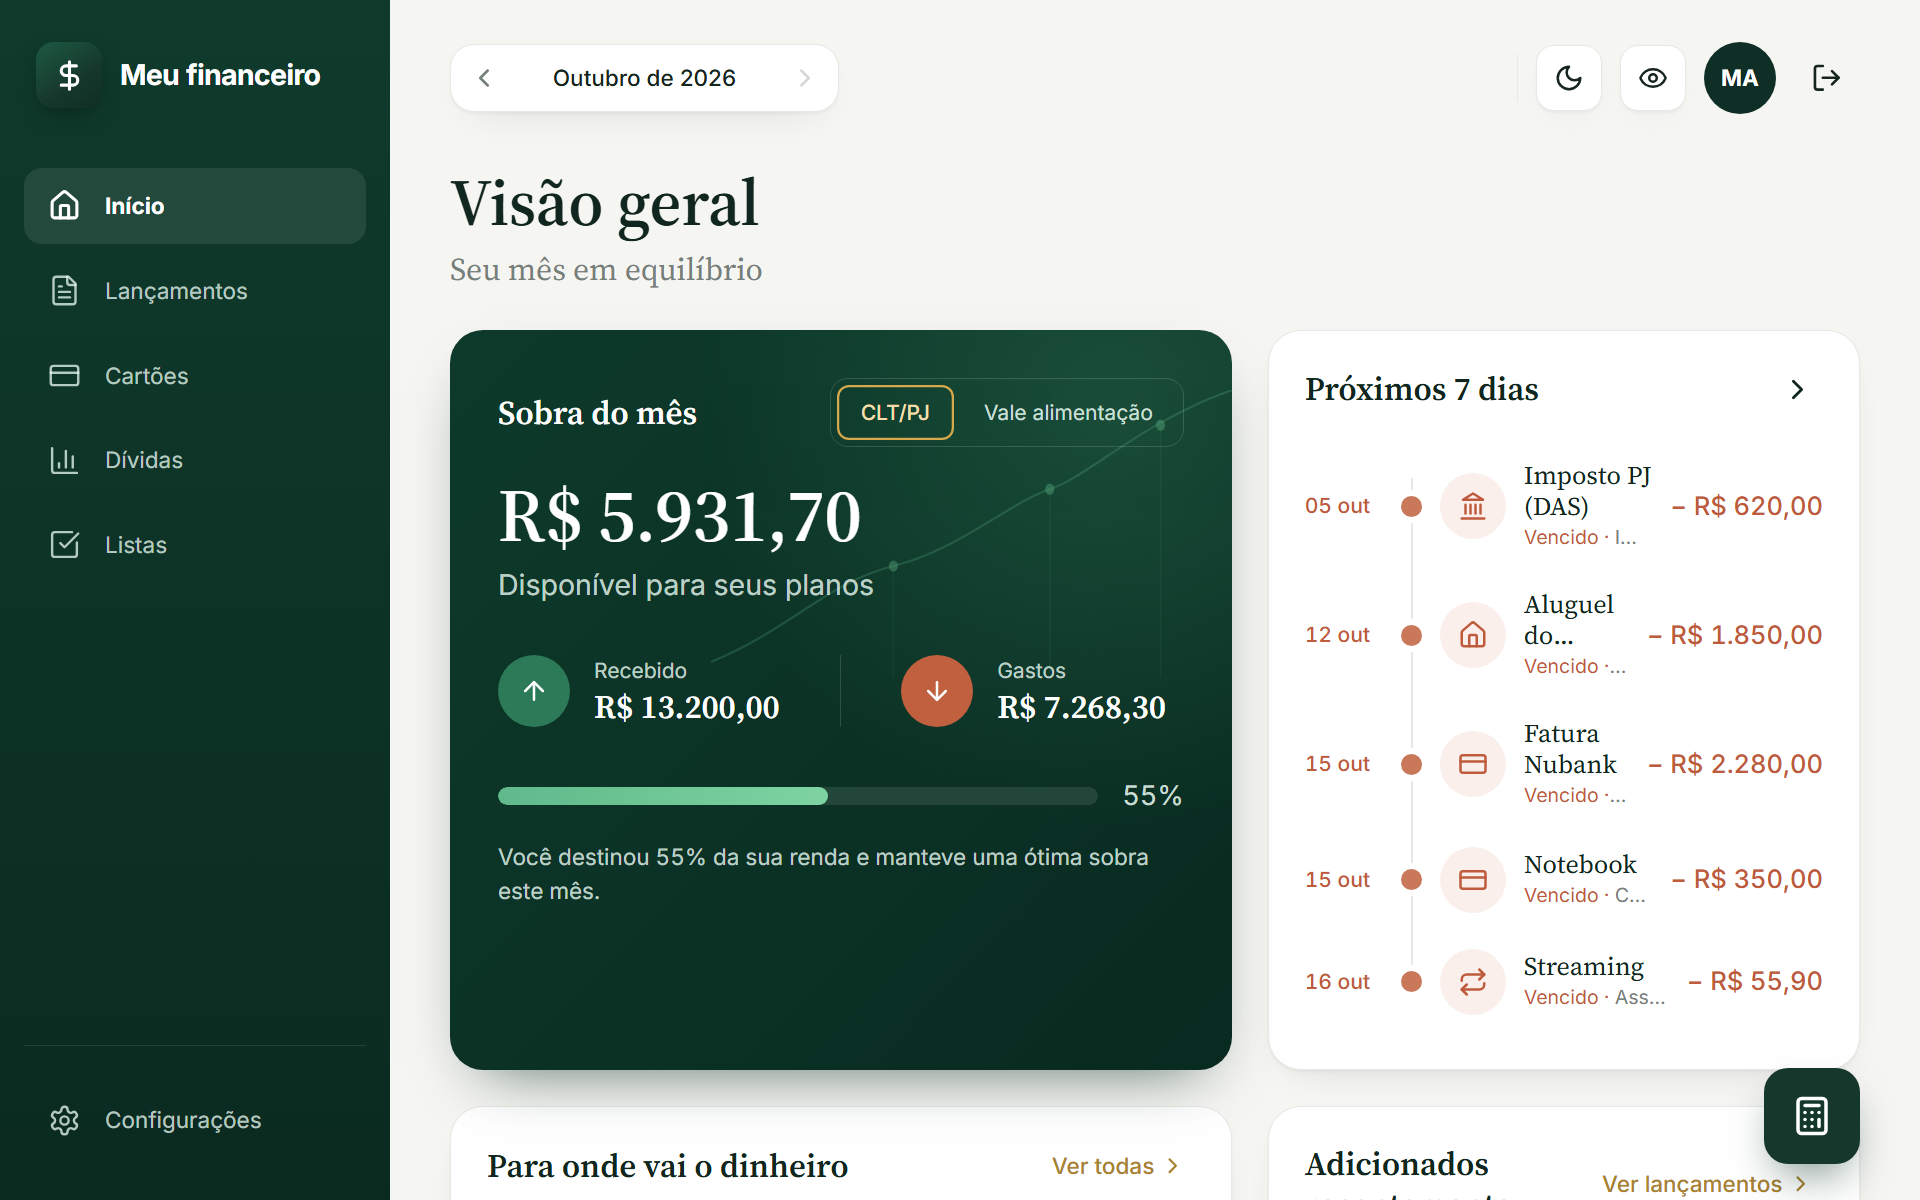 Meu financeiro
Início
Lançamentos
Cartões
Dívidas
Listas
Configurações
Outubro de 2026
MA
Visão geral
Seu mês em equilíbrio
Sobra do mês
CLT/PJ
Vale alimentação
R$ 5.931,70
Disponível para seus planos
Recebido
R$ 13.200,00
Gastos
R$ 7.268,30
55%
Você destinou 55% da sua renda e manteve uma ótima sobra
este mês.
Próximos 7 dias
05 out
Imposto PJ
(DAS)
Vencido · I...
– R$ 620,00
12 out
Aluguel
do...
Vencido ·...
– R$ 1.850,00
15 out
Fatura
Nubank
Vencido ·...
– R$ 2.280,00
15 out
Notebook
Vencido · C...
– R$ 350,00
16 out
Streaming
Vencido · Ass...
– R$ 55,90
Para onde vai o dinheiro
Ver todas
Adicionados
Ver lançamentos